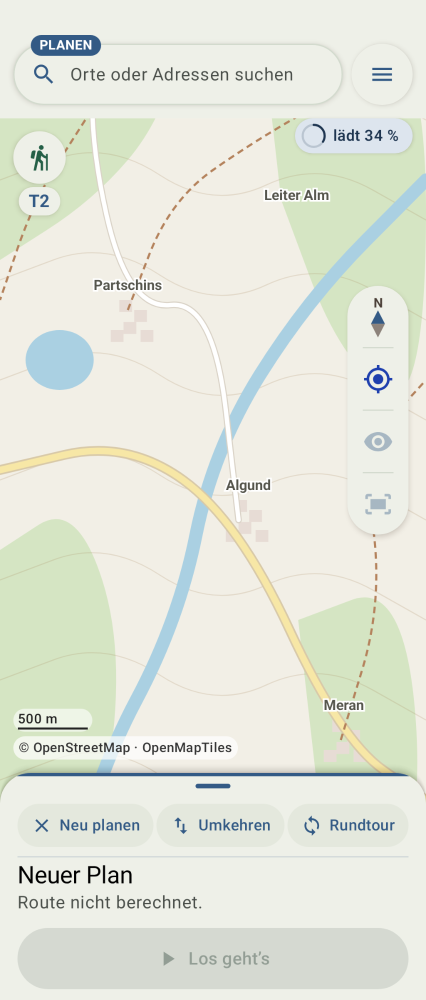 PLANEN
Orte oder Adressen suchen
lädt 34 %
T2
Leiter Alm
Partschins
N
Algund
Meran
500 m
© OpenStreetMap · OpenMapTiles
Neu planen
Umkehren
Rundtour
Neuer Plan
Route nicht berechnet.
Los geht's